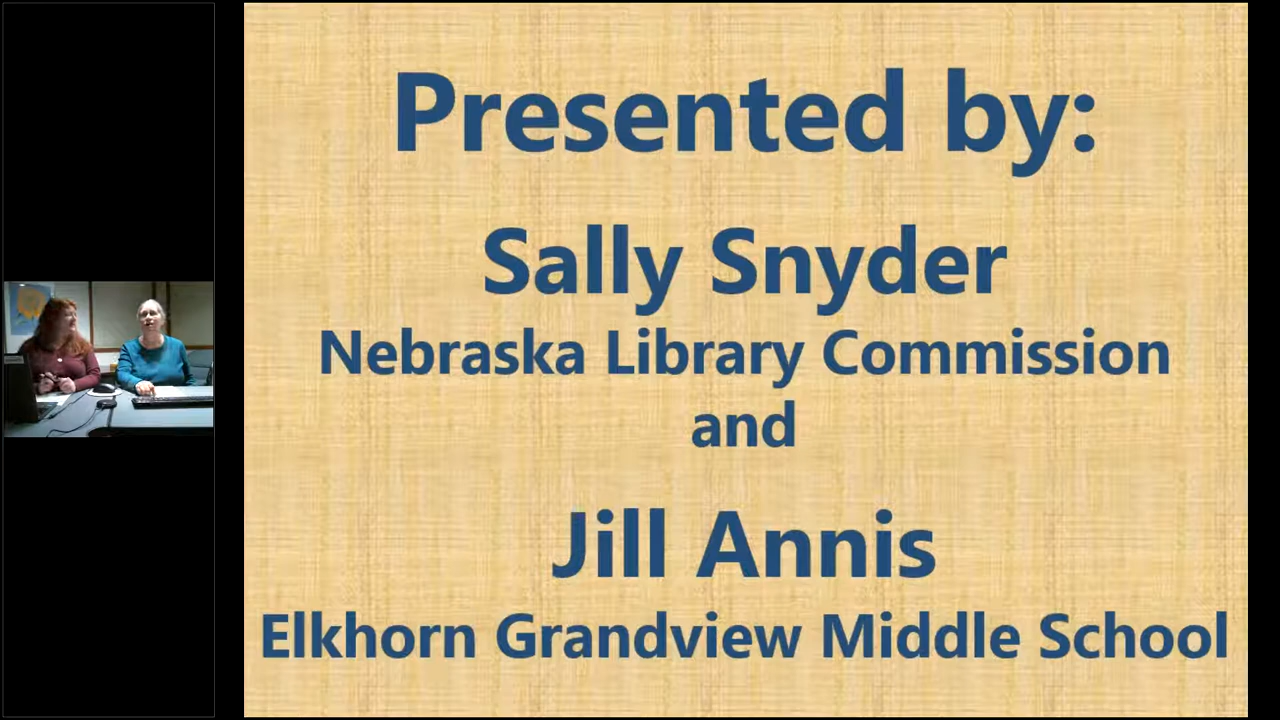 Presented by:
Sally Snyder
Nebraska Library Commission
and
Jill Annis
Elkhorn Grandview Middle School